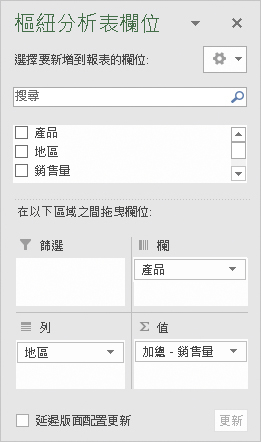 樞紐分析表欄位
選擇要新增到報表的欄位:
搜尋
產品
地區
銷售量
在以下區域之間拖曳欄位:
篩選
欄
產品
列
Σ 值
地區
加總 - 銷售量
延遲版面配置更新
更新